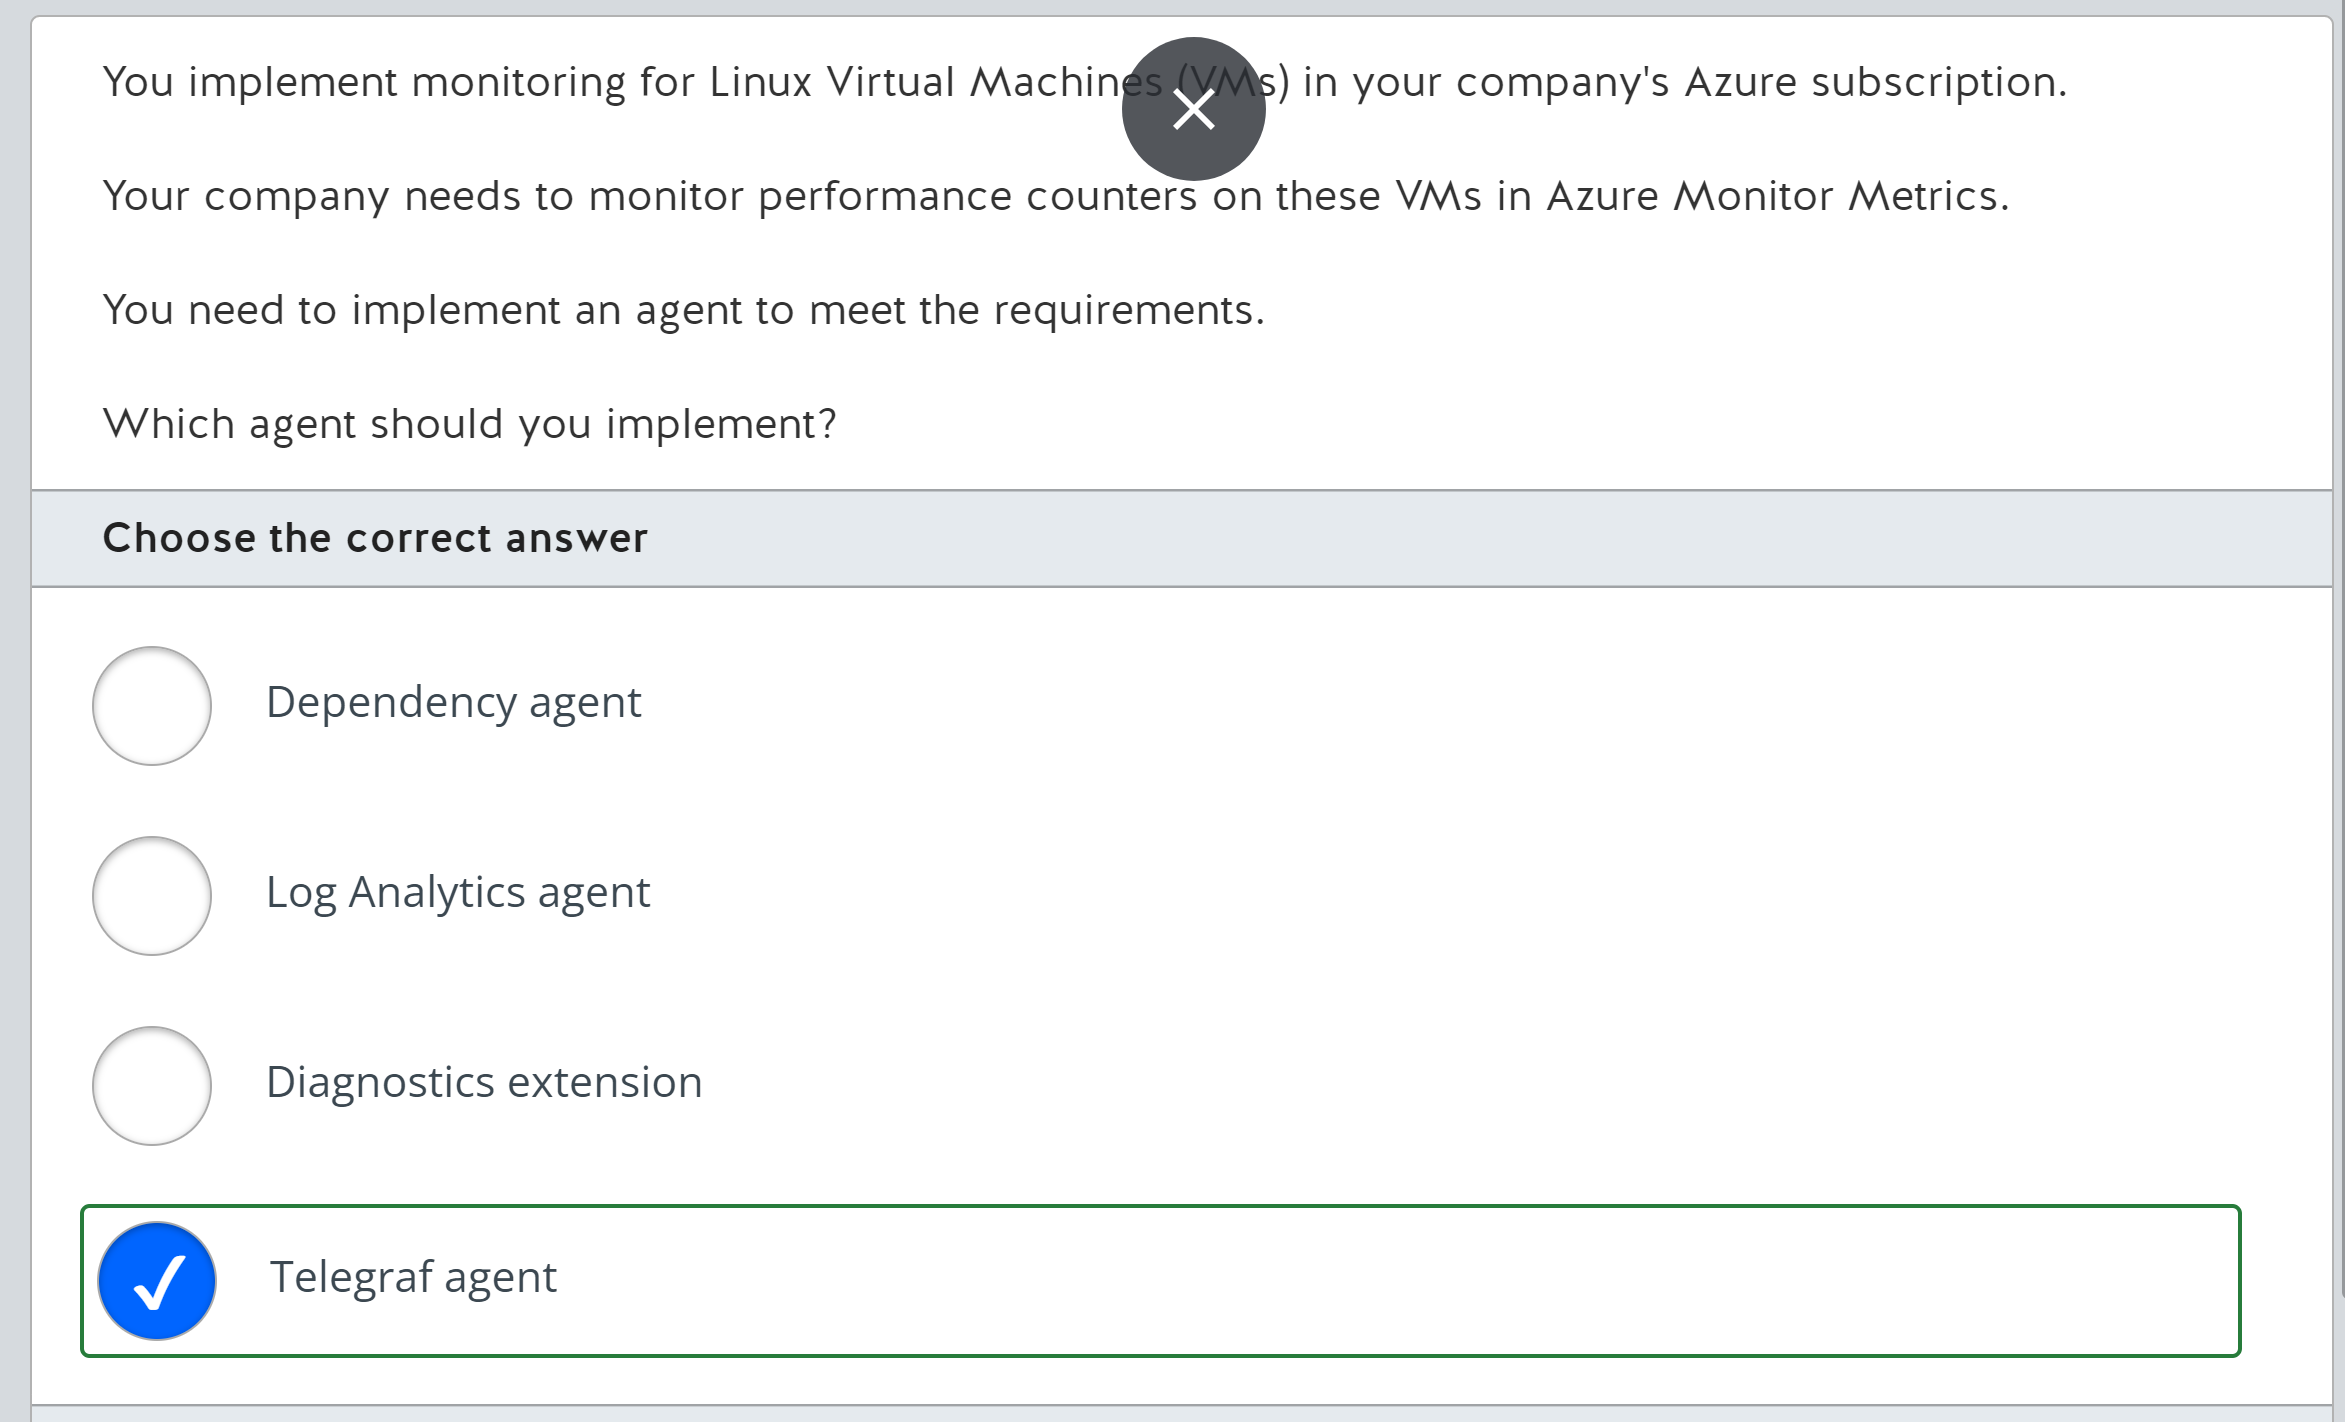 You implement monitoring for Linux Virtual Machines (VMs) in your company's Azure subscription.
Your company needs to monitor performance counters on these VMs in Azure Monitor Metrics.
You need to implement an agent to meet the requirements.
Which agent should you implement?
Choose the correct answer
Dependency agent
Log Analytics agent
Diagnostics extension
Telegraf agent